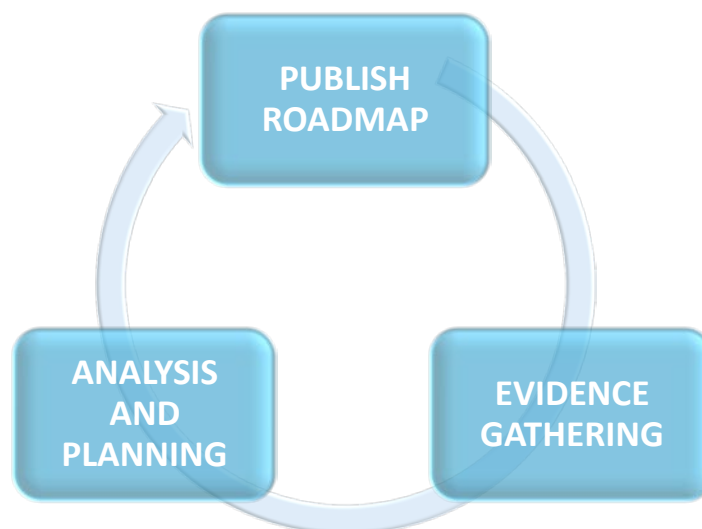 PUBLISH
ROADMAP
EVIDENCE
GATHERING
ANALYSIS
AND
PLANNING